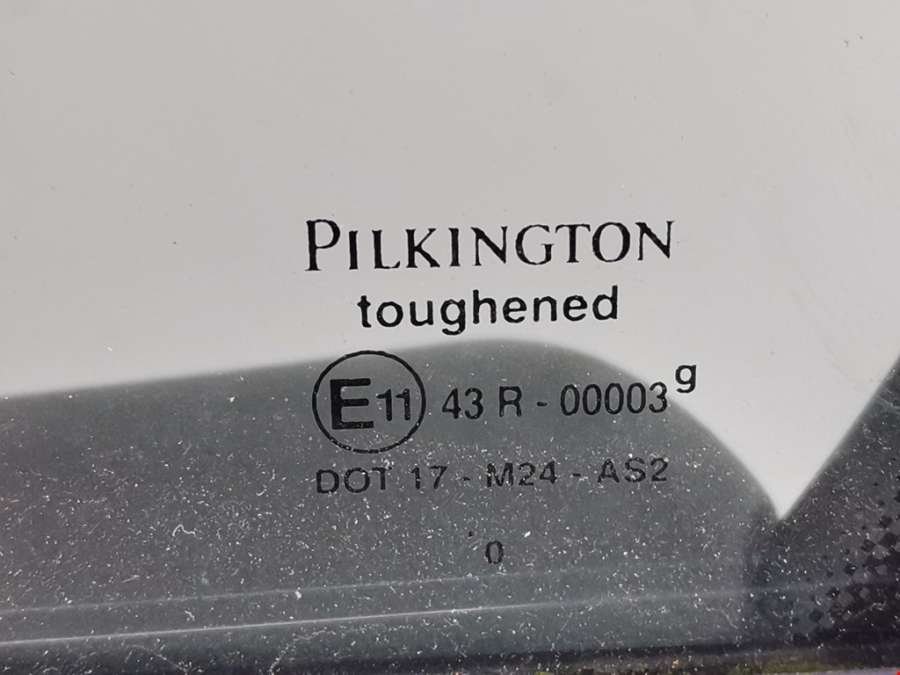 PILKINGTON
toughened
E11 43 R - 00003 g
DOT 17 - M24 - AS2
0